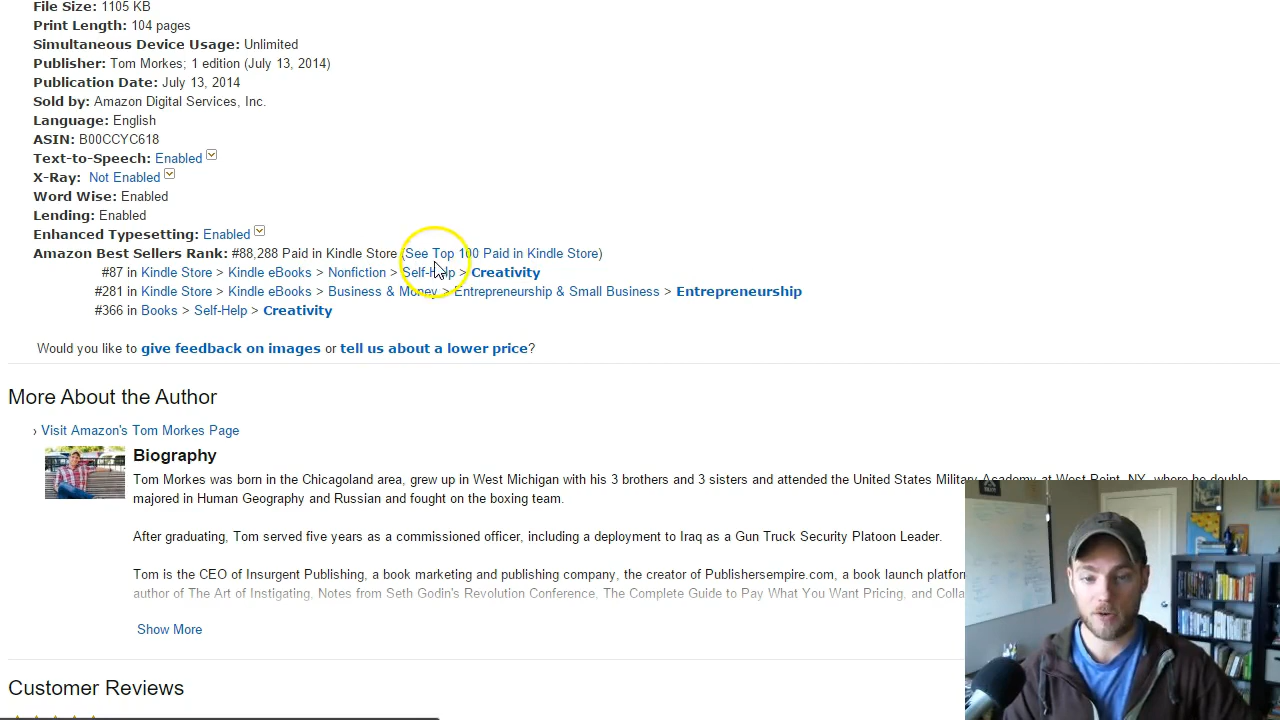 File Size: 1105 KB
Print Length: 104 pages
Simultaneous Device Usage: Unlimited
Publisher: Tom Morkes; 1 edition (July 13, 2014)
Publication Date: July 13, 2014
Sold by: Amazon Digital Services, Inc.
Language: English
ASIN: B00CCYC618
Text-to-Speech: Enabled
X-Ray: Not Enabled
Word Wise: Enabled
Lending: Enabled
Enhanced Typesetting: Enabled
Amazon Best Sellers Rank: #88,288 Paid in Kindle Store (See Top 100 Paid in Kindle Store)
#87 in Kindle Store > Kindle eBooks > Nonfiction > Self-Help > Creativity
#281 in Kindle Store > Kindle eBooks > Business & Money > Entrepreneurship & Small Business > Entrepreneurship
#366 in Books > Self-Help > Creativity
Would you like to give feedback on images or tell us about a lower price?
More About the Author
› Visit Amazon's Tom Morkes Page
Biography
Tom Morkes was born in the Chicagoland area, grew up in West Michigan with his 3 brothers and 3 sisters and attended the United States Military Academy at West Point, NY, where he double
majored in Human Geography and Russian and fought on the boxing team.
After graduating, Tom served five years as a commissioned officer, including a deployment to Iraq as a Gun Truck Security Platoon Leader.
Tom is the CEO of Insurgent Publishing, a book marketing and publishing company, the creator of Publishersempire.com, a book launch platfor
author of The Art of Instigating, Notes from Seth Godin's Revolution Conference, The Complete Guide to Pay What You Want Pricing, and Colla
Show More
Customer Reviews